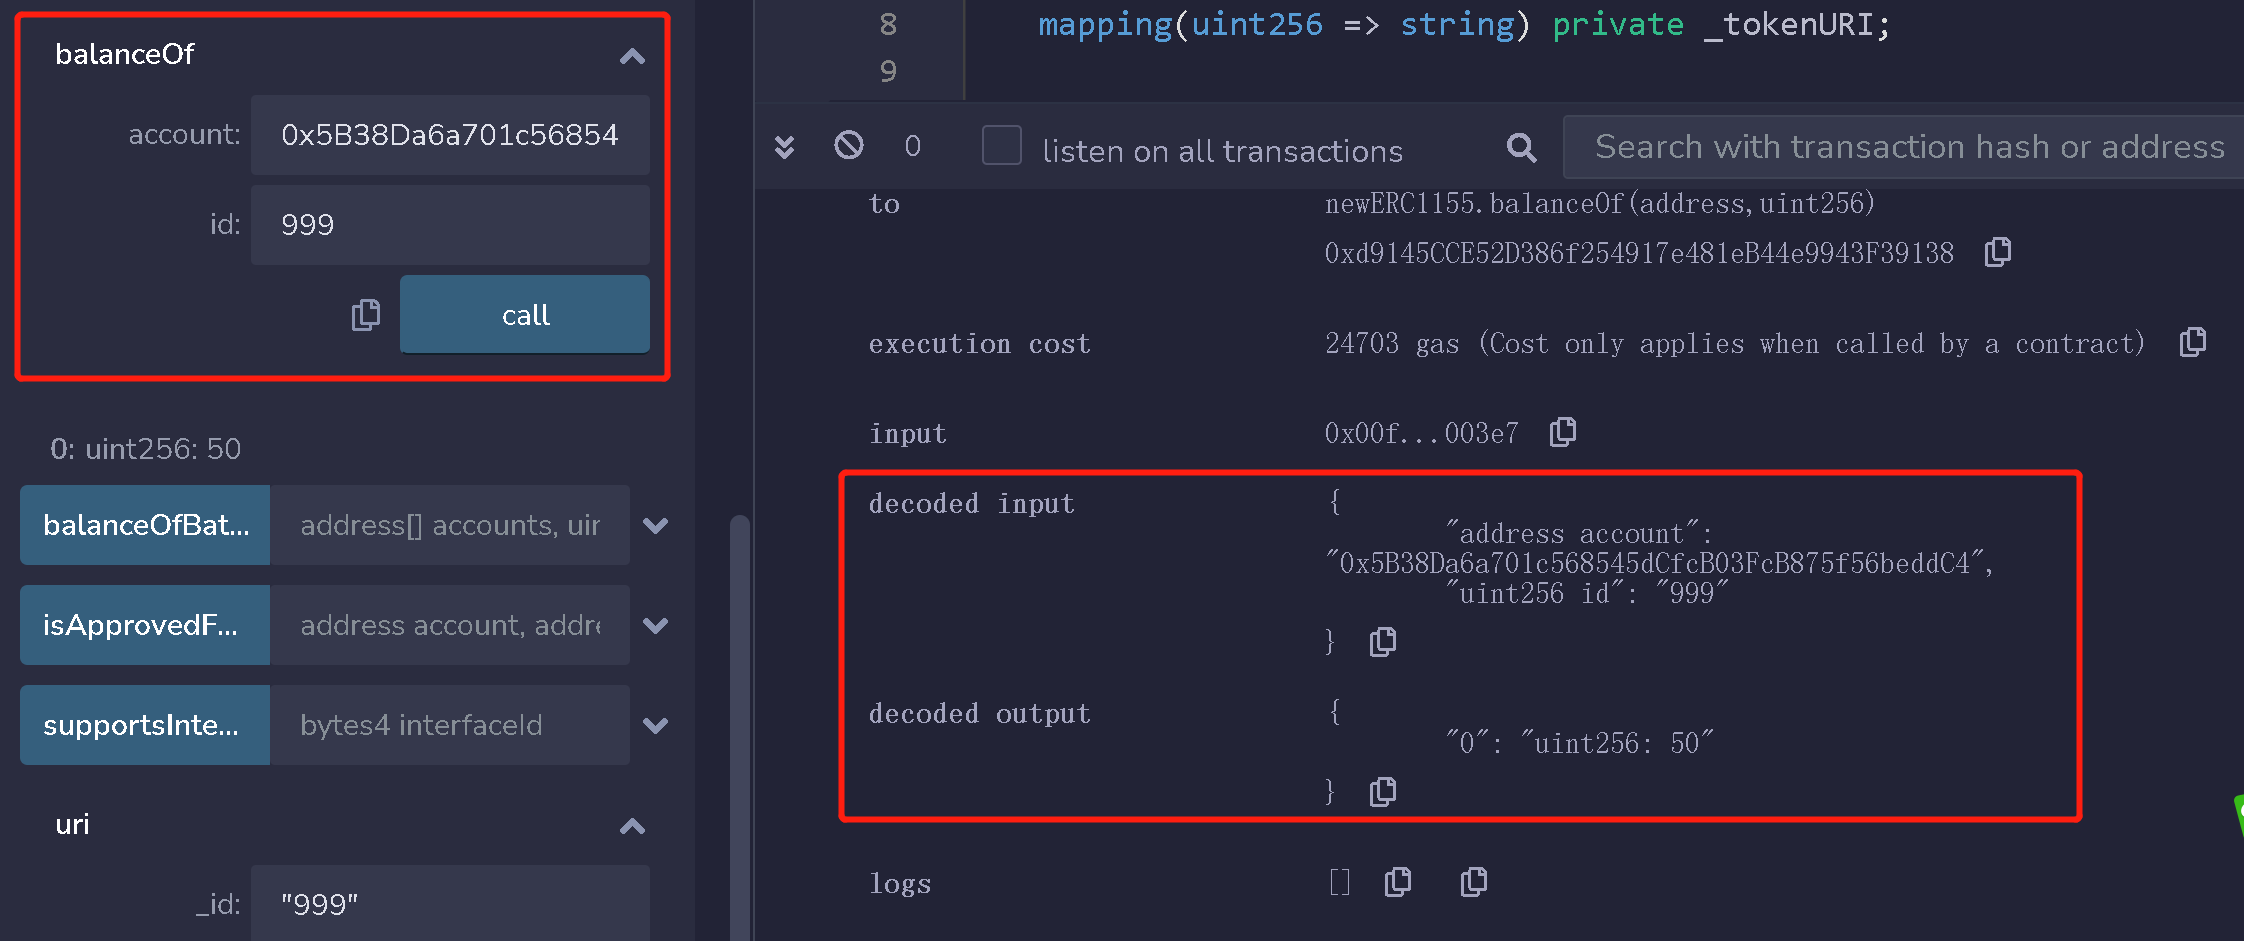 balanceOf
account: 0x5B38Da6a701c56854
id: 999
call
0: uint256: 50
balanceOfBat... address[] accounts, uin
isApprovedF... address account, addre
supportsInte... bytes4 interfaceId
uri
_id: "999"
8 mapping(uint256 => string) private _tokenURI;
9
0 listen on all transactions Search with transaction hash or address
to newERC1155.balanceOf(address,uint256)
0xd9145CCE52D386f254917e481eB44e9943F39138
execution cost 24703 gas (Cost only applies when called by a contract)
input 0x00f...003e7
decoded input {
"address account":
"0x5B38Da6a701c568545dCfcB03FcB875f56beddC4",
"uint256 id": "999"
}
decoded output {
"0": "uint256: 50"
}
logs []